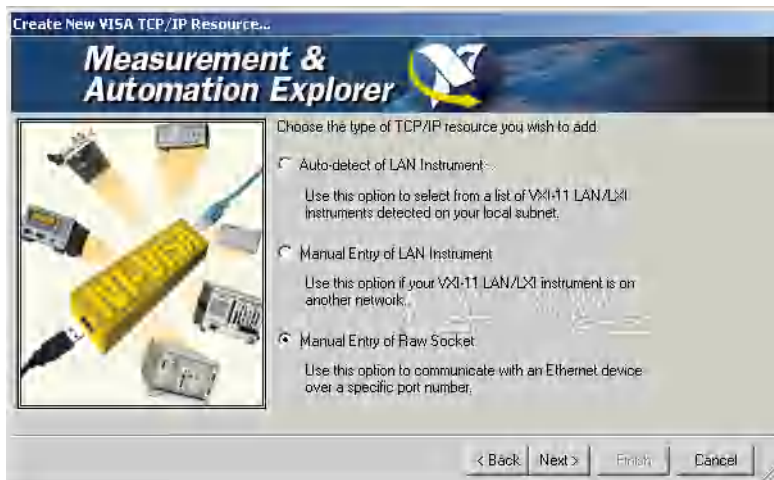 Create New VISA TCP/IP Resource...
Measurement &
Automation Explorer
Choose the type of TCP/IP resource you wish to add
Auto-detect of LAN Instrument
Use this option to select from a list of VXI-11 LAN/LXI
instruments detected on your local subnet.
Manual Entry of LAN Instrument
Use this option if your VXI-11 LAN/LXI instrument is on
another network.
Manual Entry of Raw Socket
Use this option to communicate with an Ethernet device
over a specific port number.
NI-VISA
< Back
Next >
Finish
Cancel